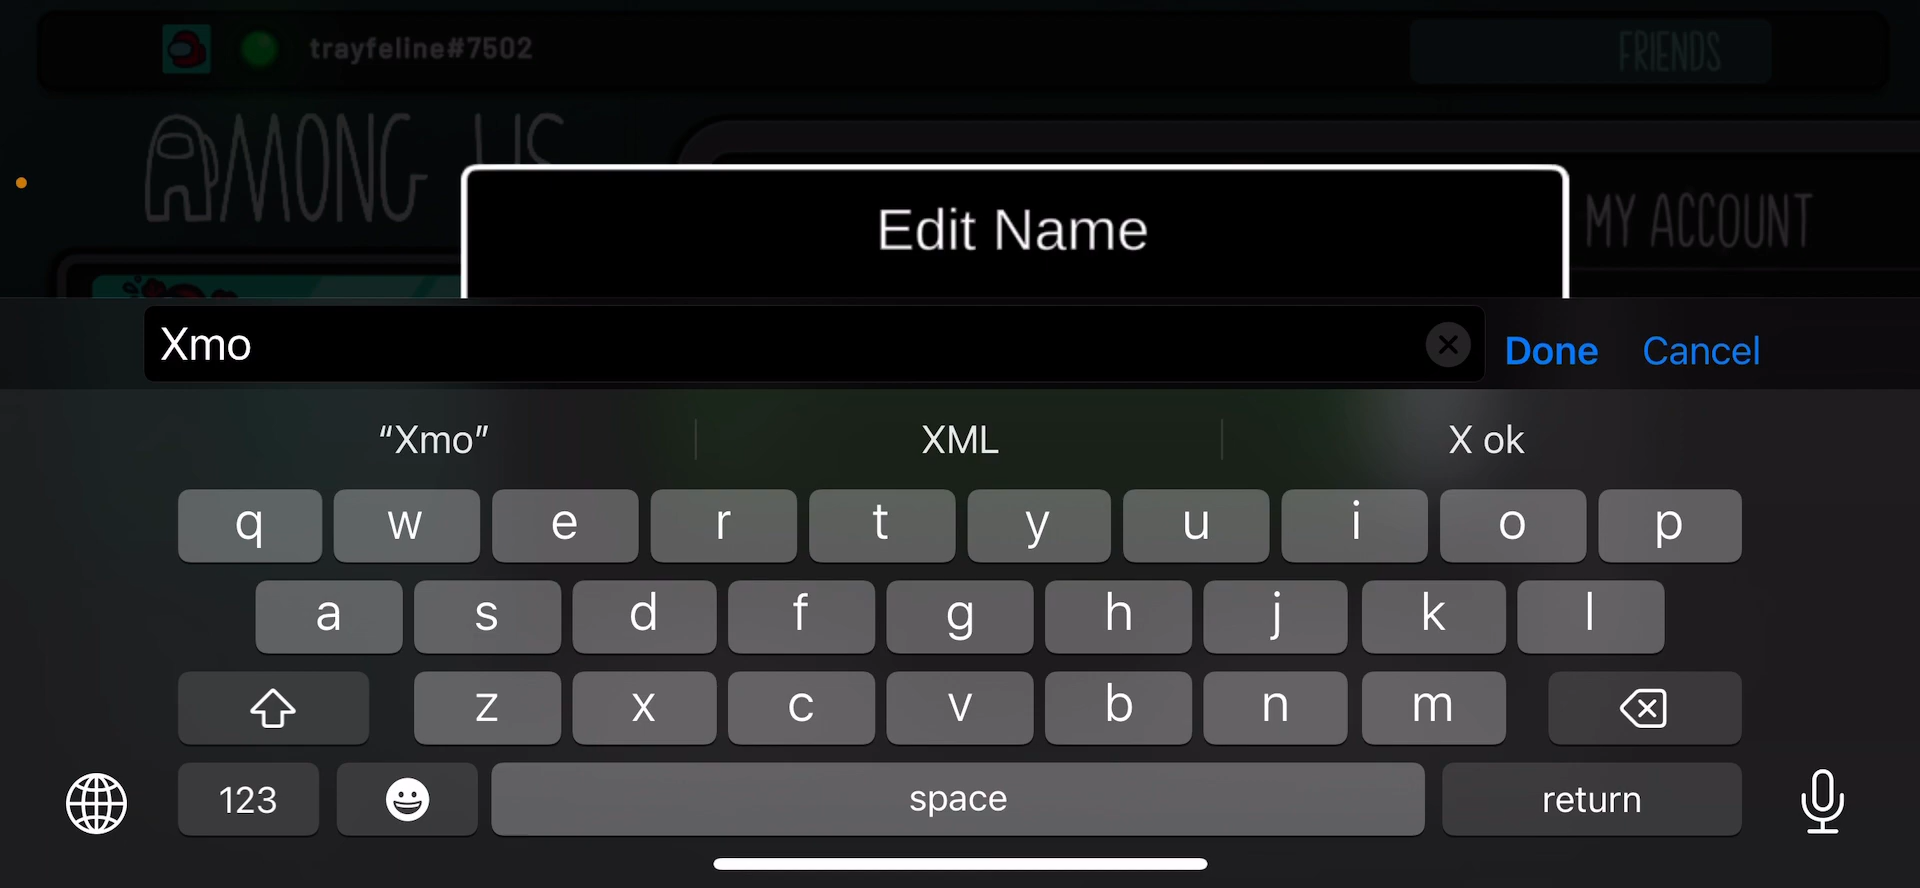 trayfeline#7502
FRIENDS
AMONG US
MY ACCOUNT
Edit Name
Xmo
Done
Cancel
“Xmo”
XML
X ok
q w e r t y u i o p
a s d f g h j k l
z x c v b n m
123
space
return